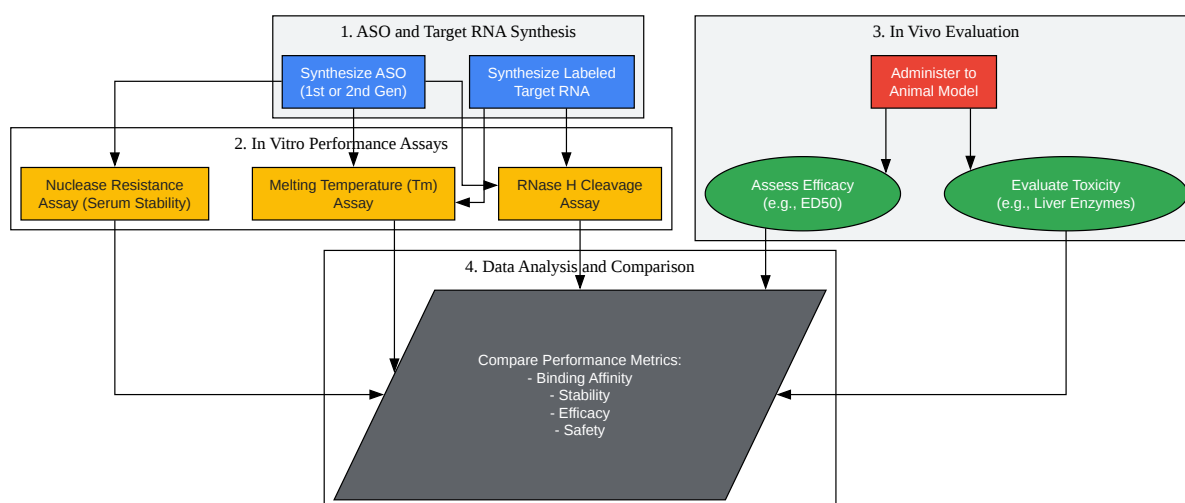 1. ASO and Target RNA Synthesis
Synthesize ASO
(1st or 2nd Gen)
Synthesize Labeled
Target RNA
2. In Vitro Performance Assays
Nuclease Resistance
Assay (Serum Stability)
Melting Temperature (Tm)
Assay
RNase H Cleavage
Assay
3. In Vivo Evaluation
Administer to
Animal Model
Assess Efficacy
(e.g., ED50)
Evaluate Toxicity
(e.g., Liver Enzymes)
4. Data Analysis and Comparison
Compare Performance Metrics:
- Binding Affinity
- Stability
- Efficacy
- Safety